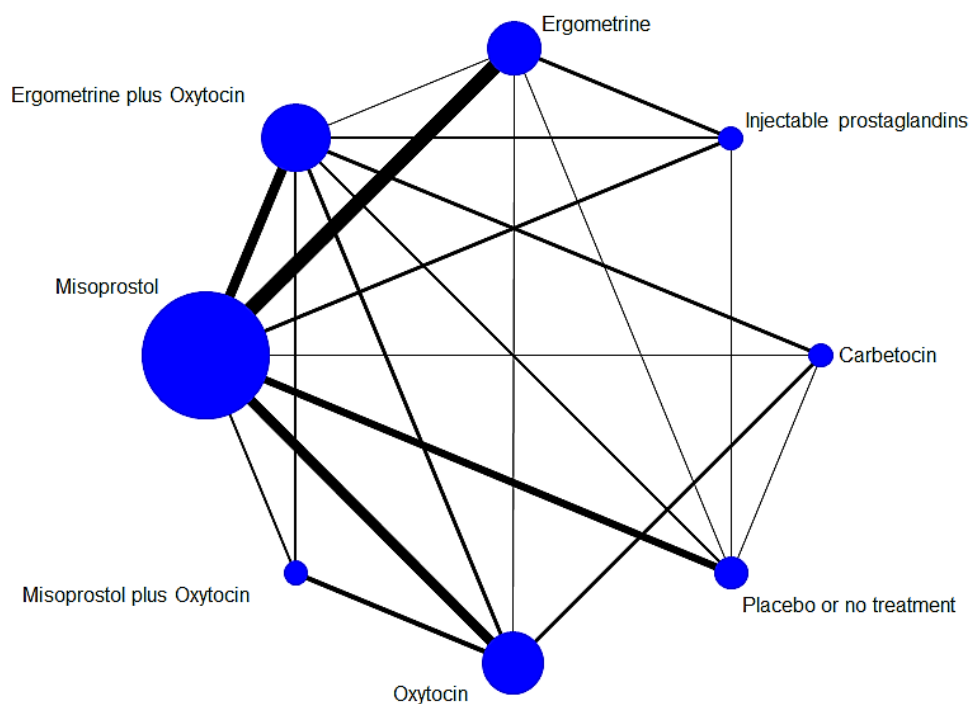 Ergometrine
Ergometrine plus Oxytocin
Injectable prostaglandins
Misoprostol
Carbetocin
Misoprostol plus Oxytocin
Placebo or no treatment
Oxytocin